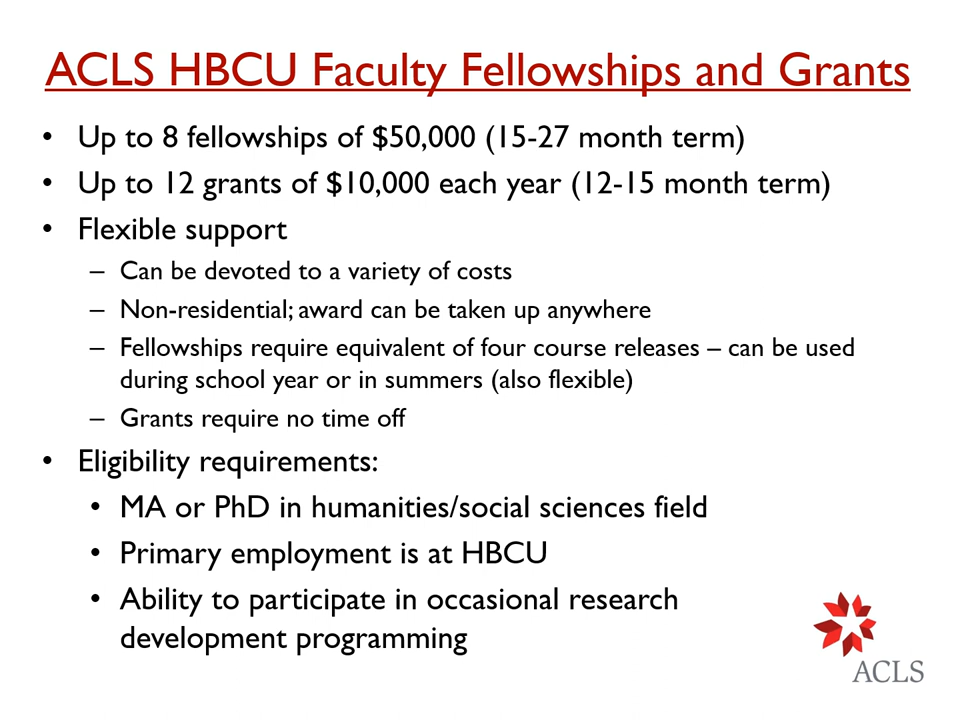 ACLS HBCU Faculty Fellowships and Grants
• Up to 8 fellowships of $50,000 (15-27 month term)
• Up to 12 grants of $10,000 each year (12-15 month term)
• Flexible support
– Can be devoted to a variety of costs
– Non-residential; award can be taken up anywhere
– Fellowships require equivalent of four course releases – can be used
during school year or in summers (also flexible)
– Grants require no time off
• Eligibility requirements:
• MA or PhD in humanities/social sciences field
• Primary employment is at HBCU
• Ability to participate in occasional research
development programming
ACLS